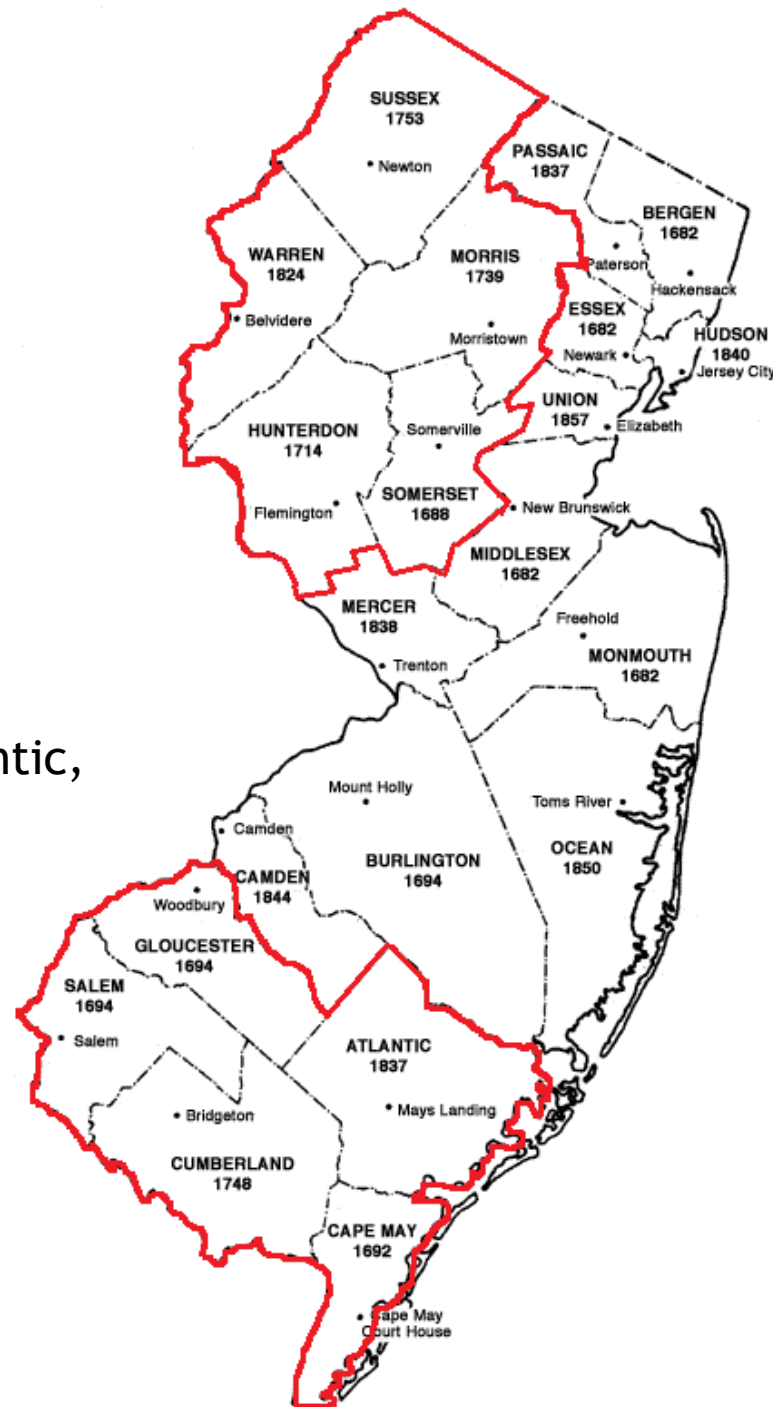 SUSSEX
1753
Newton
PASSAIC
1837
BERGEN
1682
WARREN
1824
MORRIS
1739
Paterson
Hackensack
Belvidere
ESSEX
1682
Morristown
HUDSON
1840
Newark
Jersey City
UNION
1857
HUNTERDON
1714
Somerville
Elizabeth
SOMERSET
1688
Flemington
New Brunswick
MIDDLESEX
1682
MERCER
1838
Freehold
MONMOUTH
1682
Trenton
ntic,
Mount Holly
Toms River
Camden
OCEAN
1850
BURLINGTON
1694
CAMDEN
1844
Woodbury
GLOUCESTER
1694
SALEM
1694
Salem
ATLANTIC
1837
Mays Landing
Bridgeton
CUMBERLAND
1748
CAPE MAY
1692
Cape May
Court House